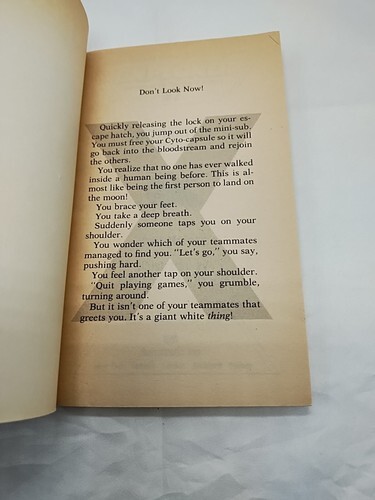 Don't Look Now!
Quickly releasing the lock on your es-
cape hatch, you jump out of the mini-sub.
You must free your Cyto-capsule so it will
go back into the bloodstream and rejoin
the others.
You realize that no one has ever walked
inside a human being before. This is al-
most like being the first person to land on
the moon!
You brace your feet.
You take a deep breath.
Suddenly someone taps you on your
shoulder.
You wonder which of your teammates
managed to find you. "Let's go," you say,
pushing hard.
You feel another tap on your shoulder.
"Quit playing games," you grumble,
turning around.
But it isn't one of your teammates that
greets you. It's a giant white thing!